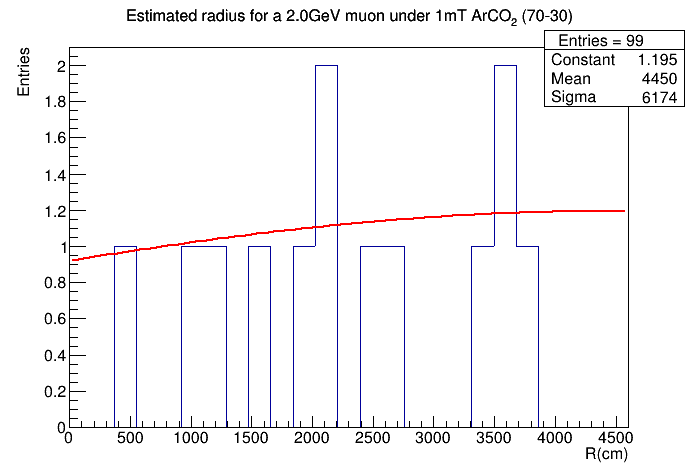 Estimated radius for a 2.0GeV muon under 1mT ArCO2 (70-30)
Entries = 99
Constant 1.195
Mean 4450
Sigma 6174
Entries
2
1.8
1.6
1.4
1.2
1
0.8
0.6
0.4
0.2
0
0 500 1000 1500 2000 2500 3000 3500 4000 4500
R(cm)